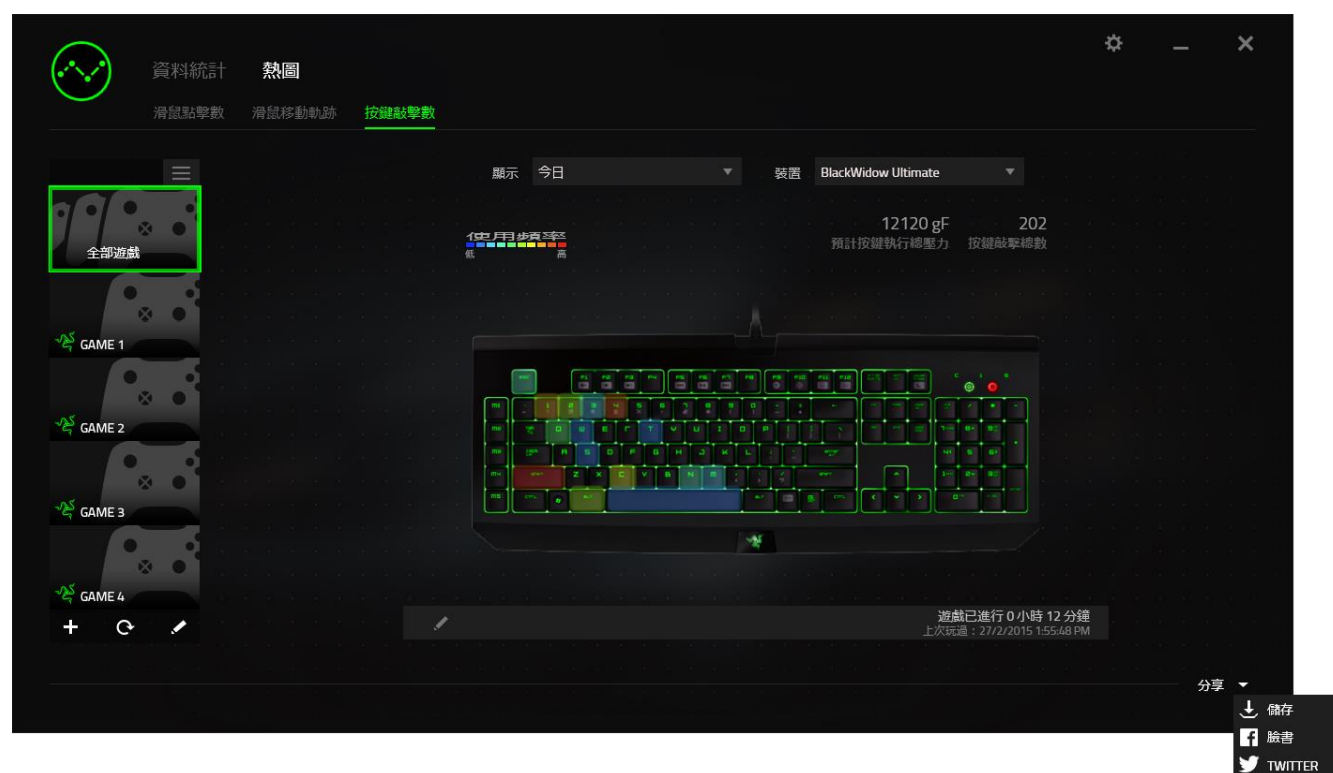 資料統計 熱圖
滑鼠點擊數 滑鼠移動軌跡 按鍵敲擊數
顯示 今日 裝置 BlackWidow Ultimate
全部遊戲
GAME 1
GAME 2
GAME 3
GAME 4
使用頻率
低 高
12120 gF 202
預計按鍵執行總壓力 按鍵敲擊總數
遊戲已進行 0 小時 12 分鐘
上次玩過：27/2/2015 1:55:48 PM
分享
儲存
臉書
TWITTER